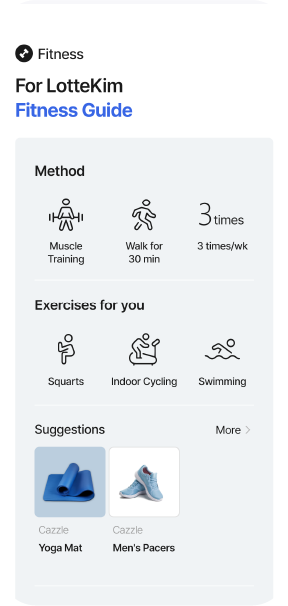 Fitness
For LotteKim
Fitness Guide
Method
Muscle
Training
Walk for
30 min
3 times
3 times/wk
Exercises for you
Squarts
Indoor Cycling
Swimming
Suggestions
More
Cazzle
Yoga Mat
Cazzle
Men's Pacers